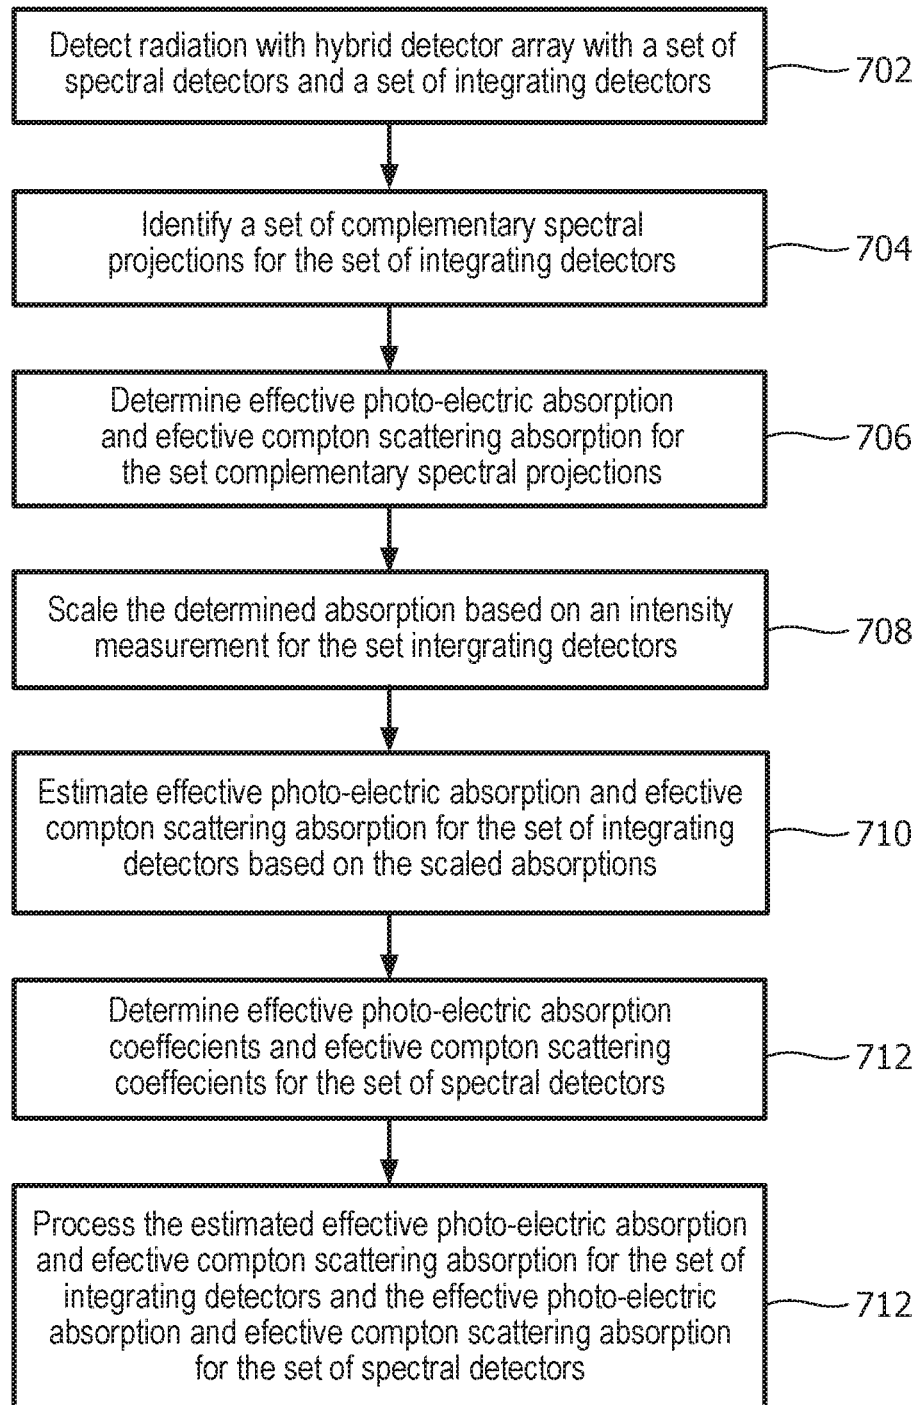 Detect radiation with hybrid detector array with a set of
spectral detectors and a set of integrating detectors
702
Identify a set of complementary spectral
projections for the set of integrating detectors
704
Determine effective photo-electric absorption
and efective compton scattering absorption for
the set complementary spectral projections
706
Scale the determined absorption based on an intensity
measurement for the set intergrating detectors
708
Estimate effective photo-electric absorption and efective
compton scattering absorption for the set of integrating
detectors based on the scaled absorptions
710
Determine effective photo-electric absorption
coeffecients and efective compton scattering
coeffecients for the set of spectral detectors
712
Process the estimated effective photo-electric absorption
and efective compton scattering absorption for the set of
integrating detectors and the effective photo-electric
absorption and efective compton scattering absorption
for the set of spectral detectors
712